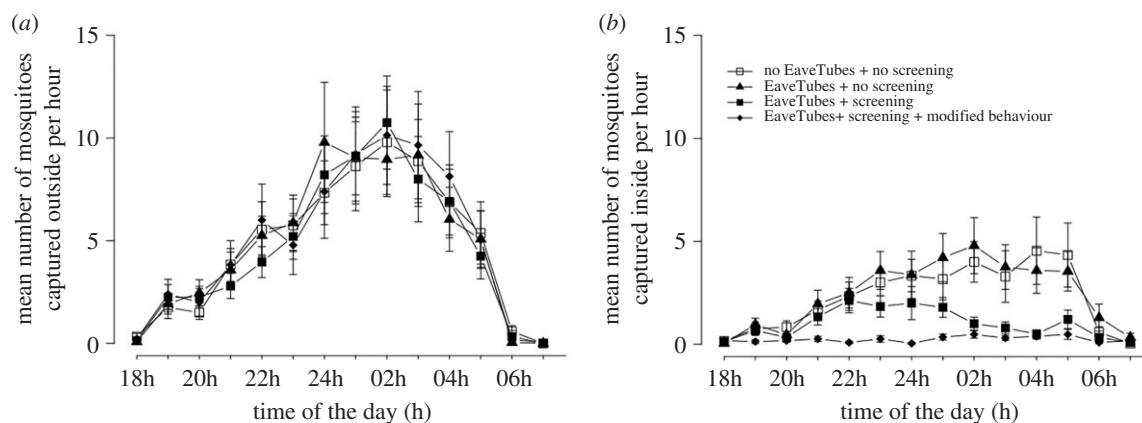 (a)
15
10
5
0
mean number of mosquitoes
captured outside per hour
18h 20h 22h 24h 02h 04h 06h
time of the day (h)
(b)
15
10
5
0
mean number of mosquitoes
captured inside per hour
no EaveTubes + no screening
EaveTubes + no screening
EaveTubes + screening
EaveTubes+ screening + modified behaviour
18h 20h 22h 24h 02h 04h 06h
time of the day (h)